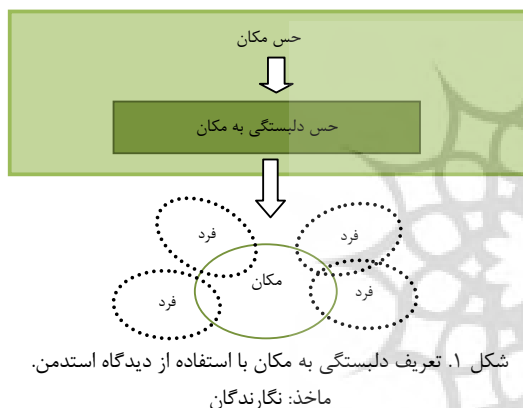 حس مکان
حس دلبستگی به مکان
فرد
فرد
مکان
فرد
فرد
شکل ۱. تعریف دلبستگی به مکان با استفاده از دیدگاه استدمن.
ماخذ: نگارندگان